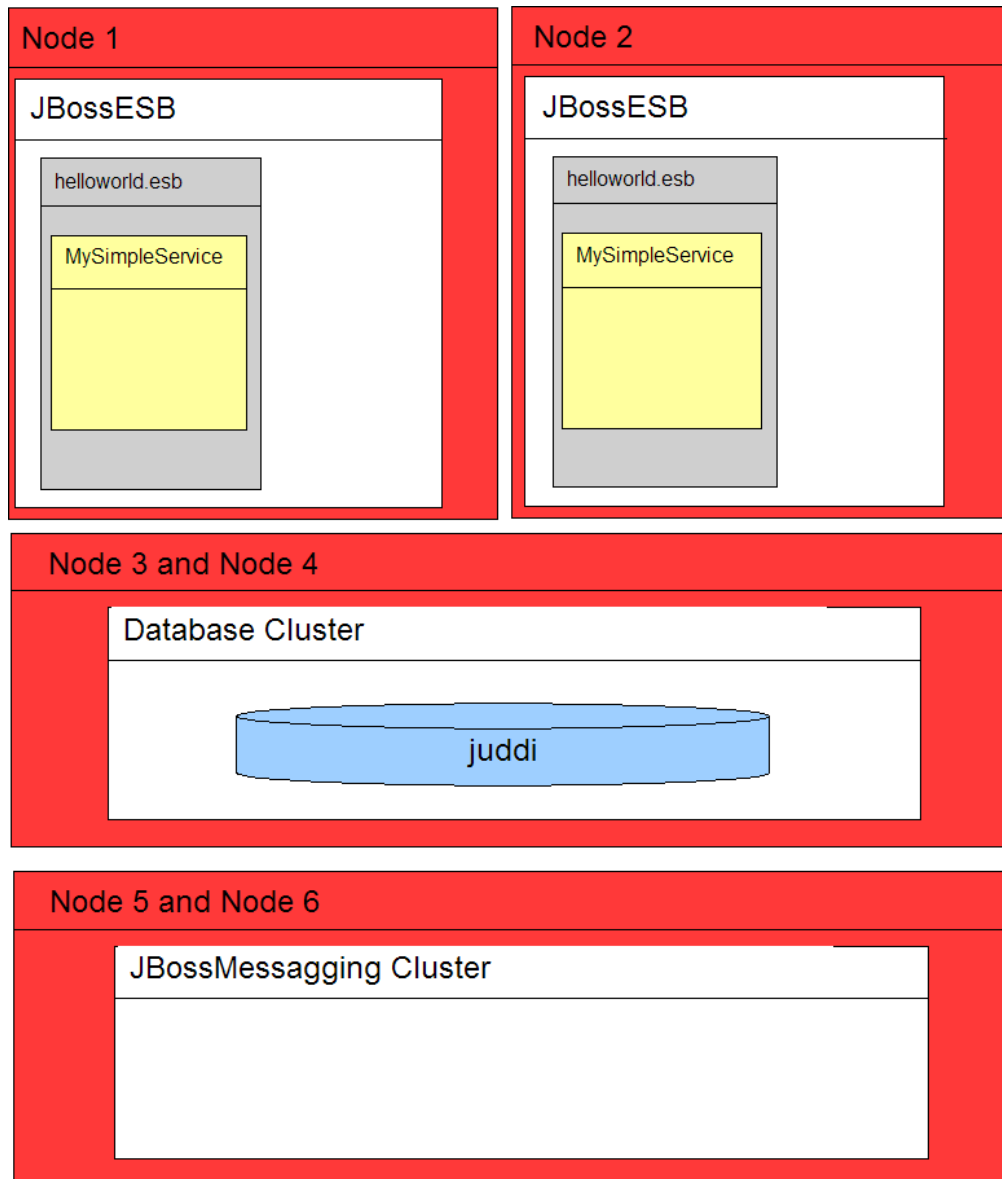 Node 1
Node 2
JBossESB
JBossESB
helloworld.esb
helloworld.esb
MySimpleService
MySimpleService
Node 3 and Node 4
Database Cluster
juddi
Node 5 and Node 6
JBossMessagging Cluster